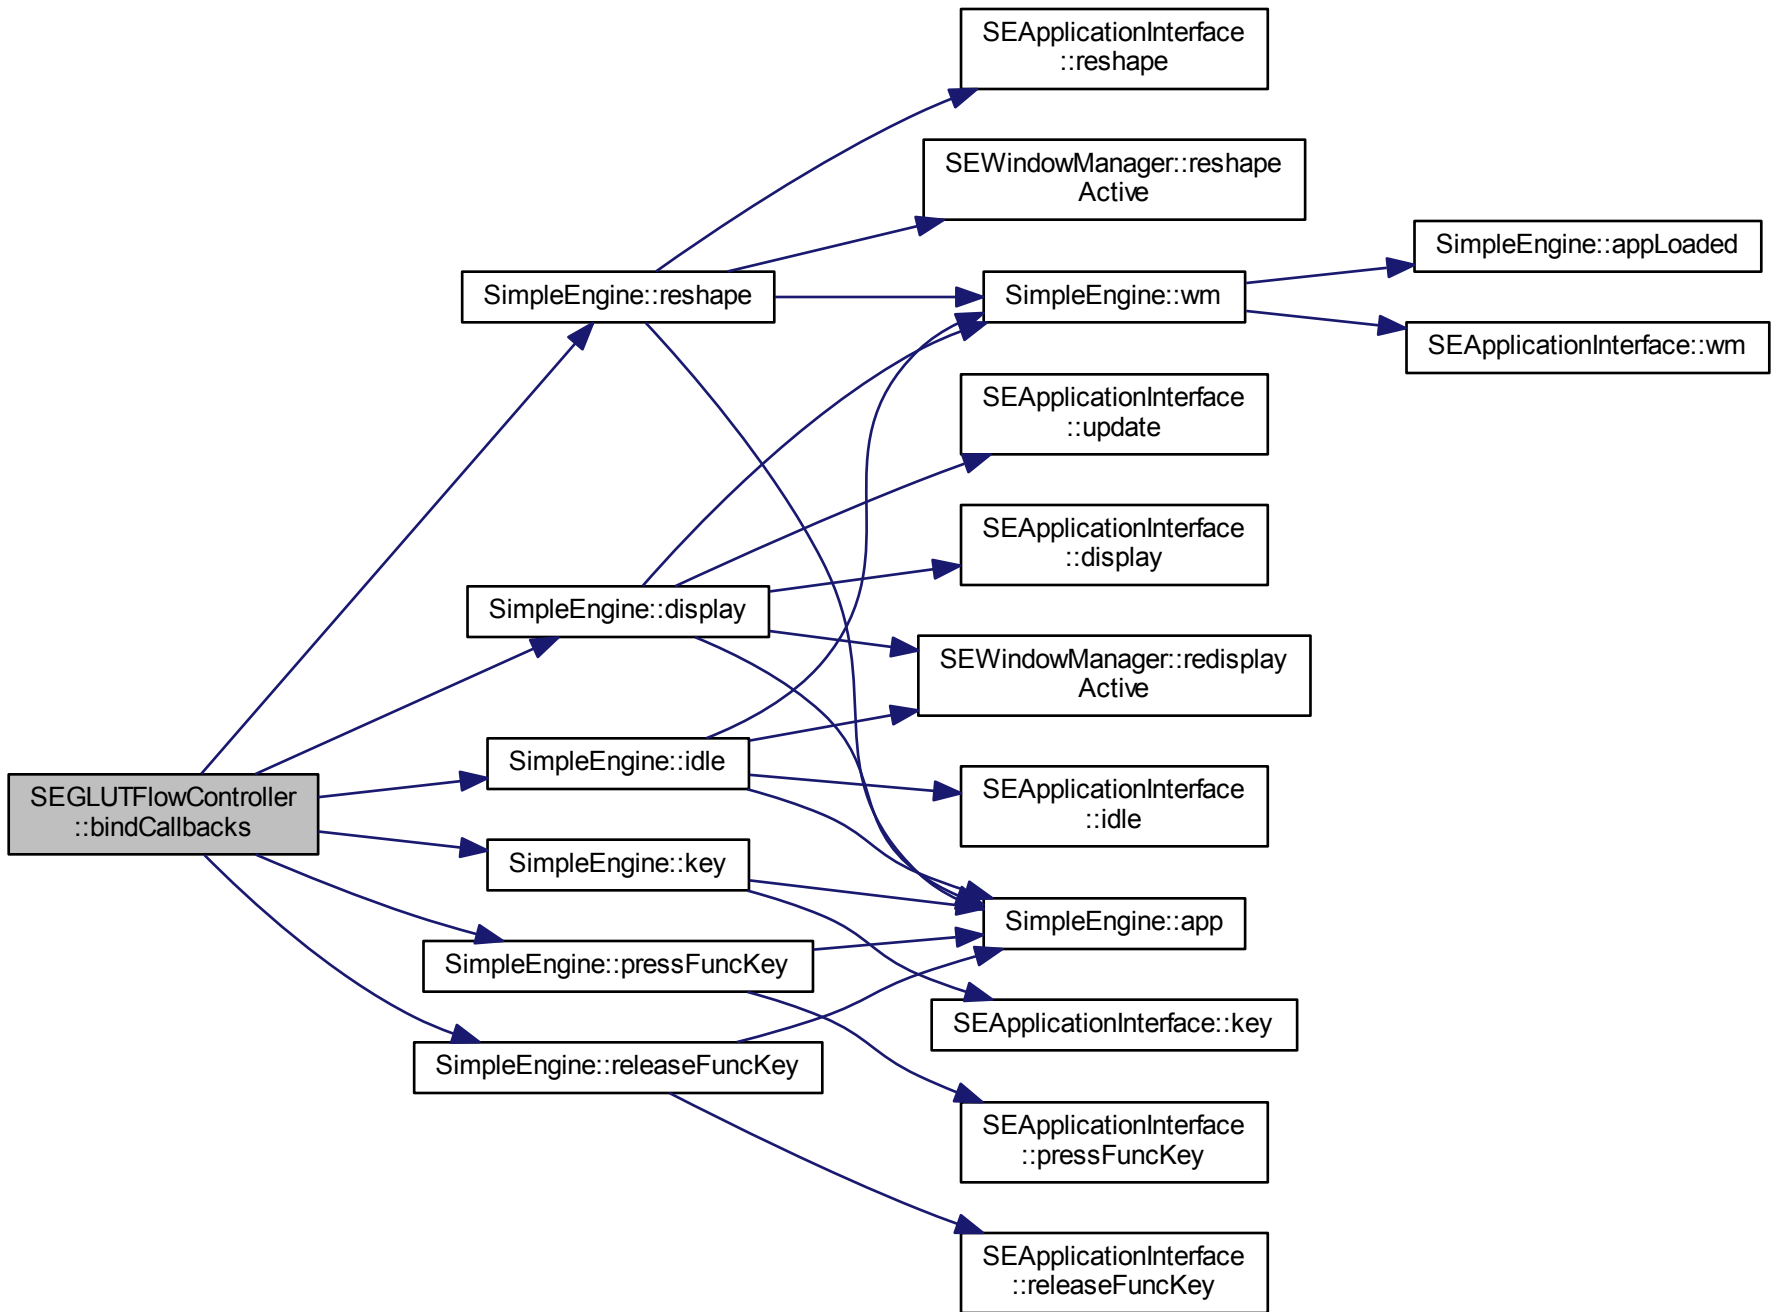 SEApplicationInterface
::reshape
SEWindowManager::reshape
Active
SimpleEngine::appLoaded
SimpleEngine::reshape
SimpleEngine::wm
SEApplicationInterface::wm
SEApplicationInterface
::update
SEApplicationInterface
::display
SimpleEngine::display
SEWindowManager::redisplay
Active
SimpleEngine::idle
SEGLUTFlowController
::bindCallbacks
SEApplicationInterface
::idle
SimpleEngine::key
SimpleEngine::app
SimpleEngine::pressFuncKey
SEApplicationInterface::key
SimpleEngine::releaseFuncKey
SEApplicationInterface
::pressFuncKey
SEApplicationInterface
::releaseFuncKey